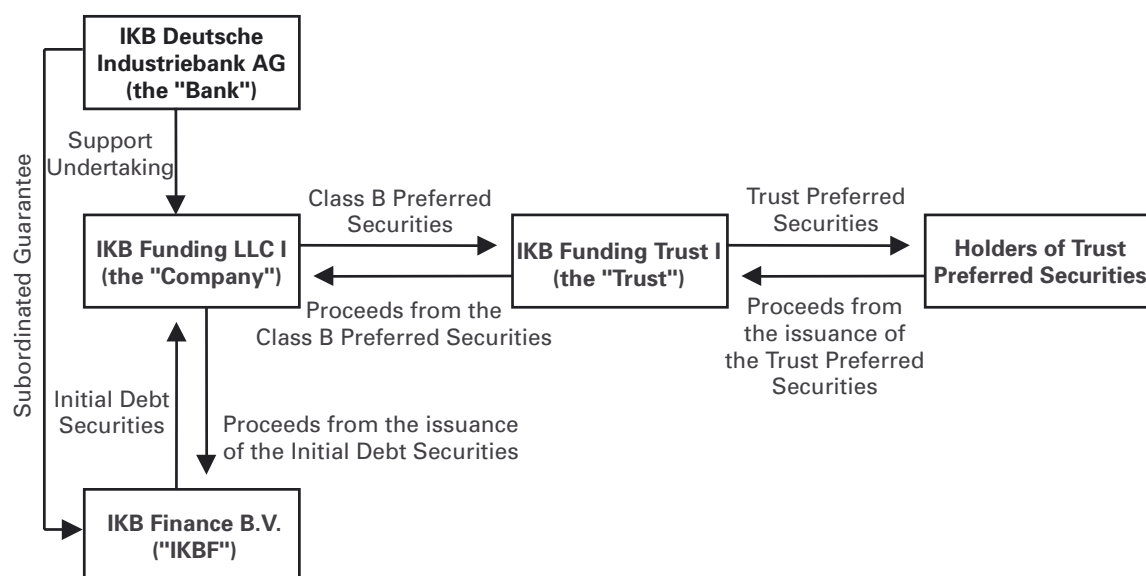 IKB Deutsche
Industriebank AG
(the "Bank")
Subordinated Guarantee
Support
Undertaking
IKB Funding LLC I
(the "Company")
Class B Preferred
Securities
Proceeds from the
Class B Preferred Securities
IKB Funding Trust I
(the "Trust")
Trust Preferred
Securities
Proceeds from
the issuance of
the Trust Preferred
Securities
Holders of Trust
Preferred Securities
Initial Debt
Securities
Proceeds from the issuance
of the Initial Debt Securities
IKB Finance B.V.
("IKBF")